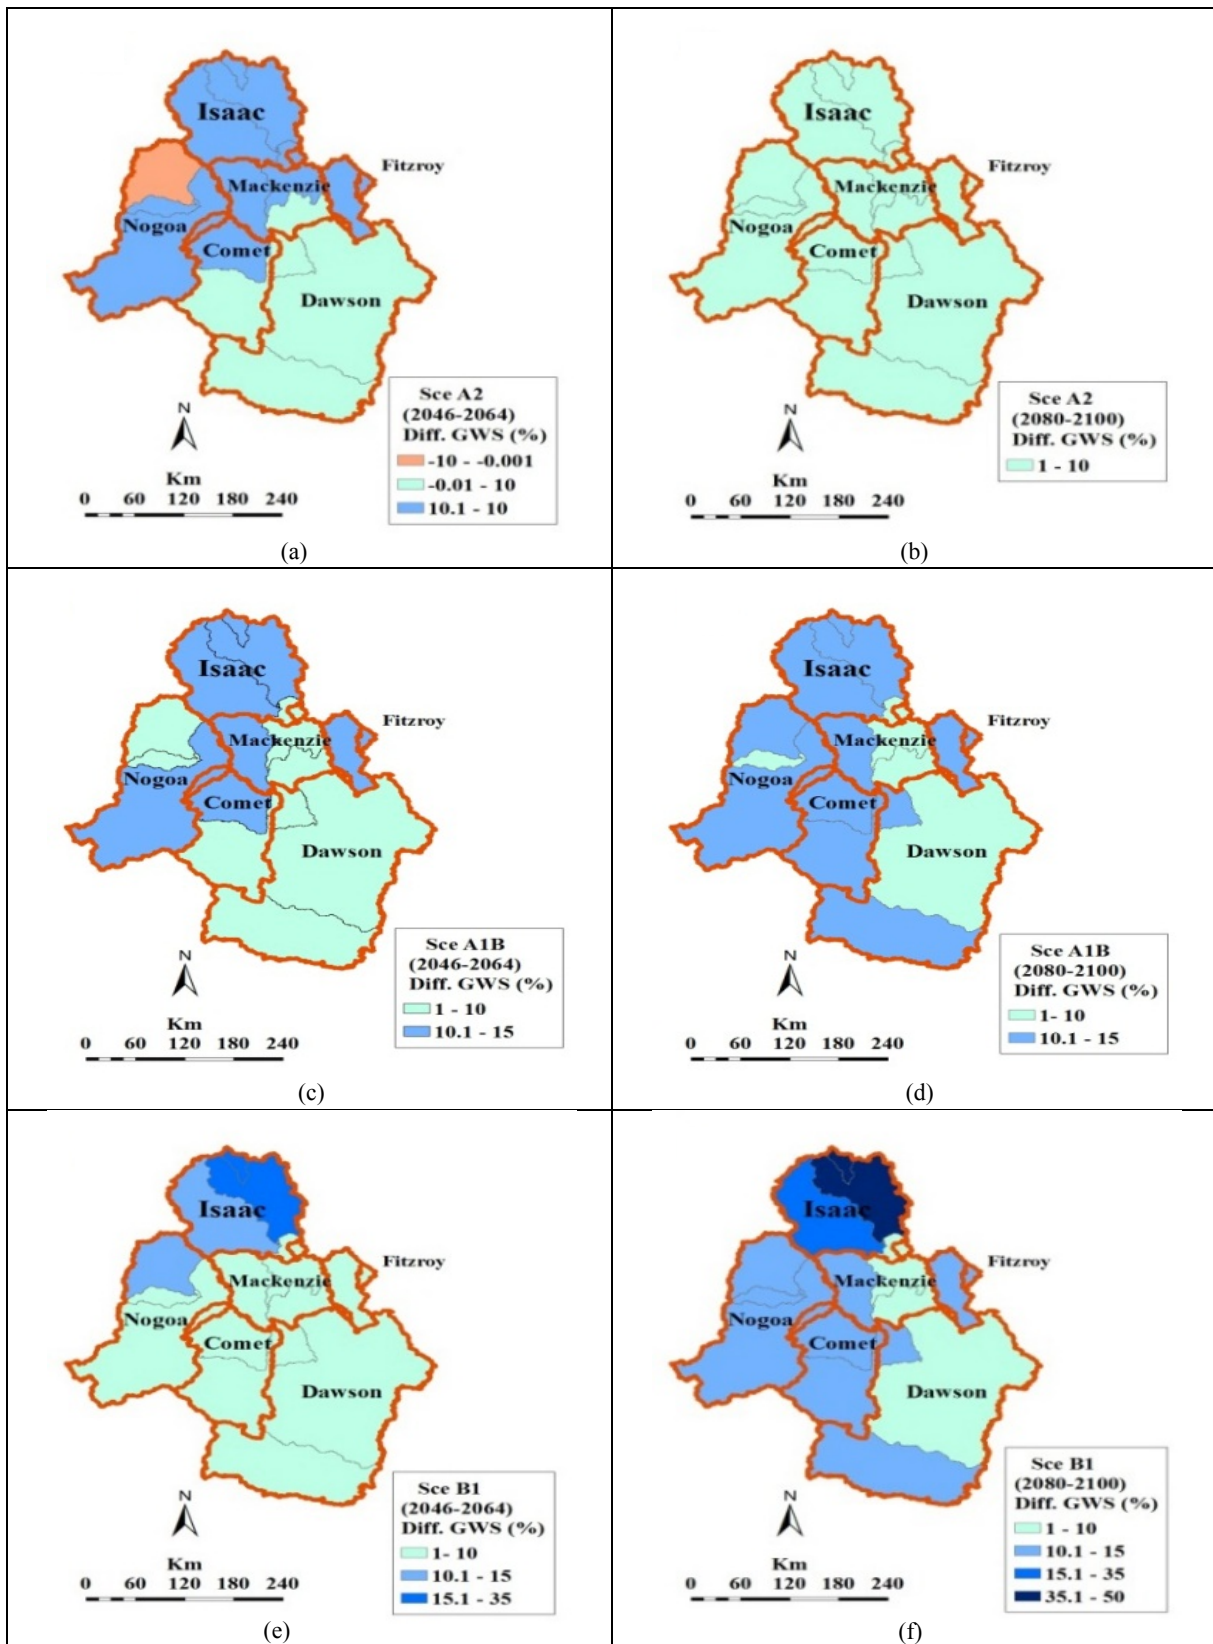 Isaac
Fitzroy
Mackenzie
Nogoa
Comet
Dawson
N
Km
0 60 120 180 240
Sce A2
(2046-2064)
Diff. GWS (%)
-10 - -0.001
-0.01 - 10
10.1 - 10
(a)
Isaac
Fitzroy
Mackenzie
Nogoa
Comet
Dawson
N
Km
0 60 120 180 240
Sce A2
(2080-2100)
Diff. GWS (%)
1 - 10
(b)
Isaac
Fitzroy
Mackenzie
Nogoa
Comet
Dawson
N
Km
0 60 120 180 240
Sce A1B
(2046-2064)
Diff. GWS (%)
1 - 10
10.1 - 15
(c)
Isaac
Fitzroy
Mackenzie
Nogoa
Comet
Dawson
N
Km
0 60 120 180 240
Sce A1B
(2080-2100)
Diff. GWS (%)
1- 10
10.1 - 15
(d)
Isaac
Fitzroy
Mackenzie
Nogoa
Comet
Dawson
N
Km
0 60 120 180 240
Sce B1
(2046-2064)
Diff. GWS (%)
1- 10
10.1 - 15
15.1 - 35
(e)
Isaac
Fitzroy
Mackenzie
Nogoa
Comet
Dawson
N
Km
0 60 120 180 240
Sce B1
(2080-2100)
Diff. GWS (%)
1 - 10
10.1 - 15
15.1 - 35
35.1 - 50
(f)